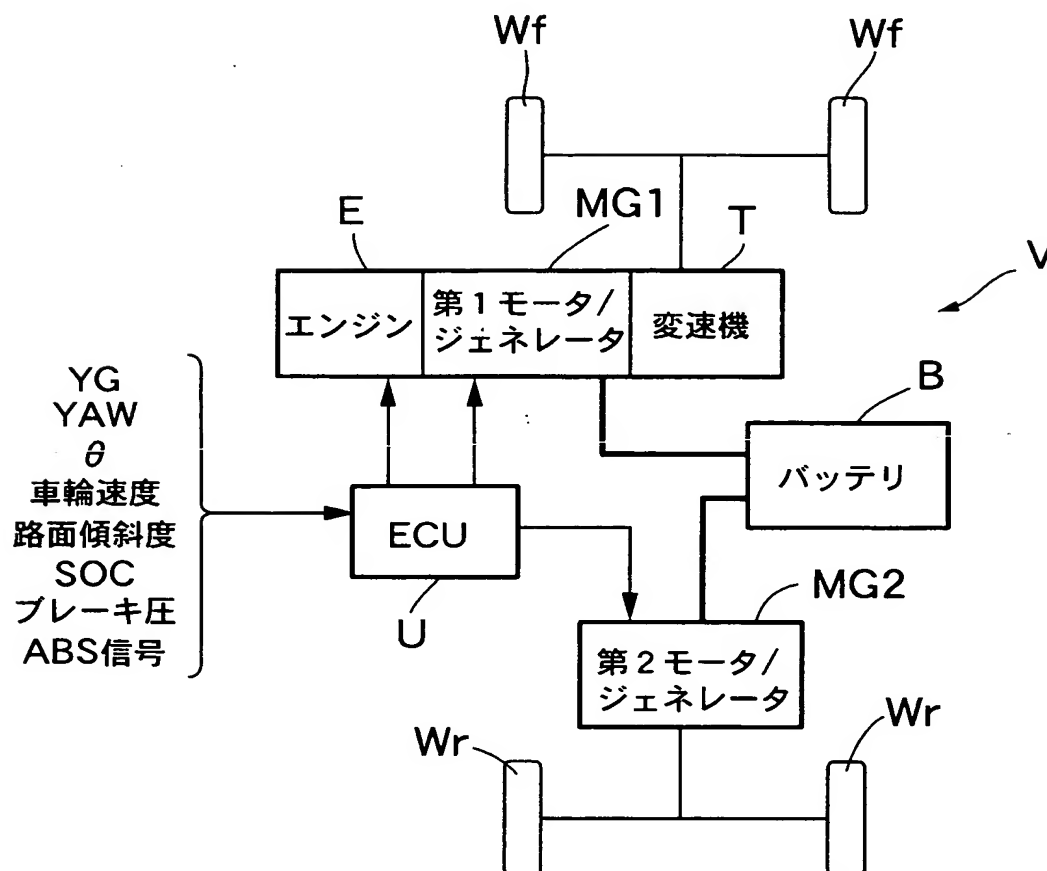 Wf
Wf
MG1
E
T
V
エンジン
第1モータ/
ジェネレータ
変速機
B
YG
YAW
θ
車輪速度
路面傾斜度
SOC
ブレーキ圧
ABS信号
バッテリ
ECU
U
MG2
第2モータ/
ジェネレータ
Wr
Wr